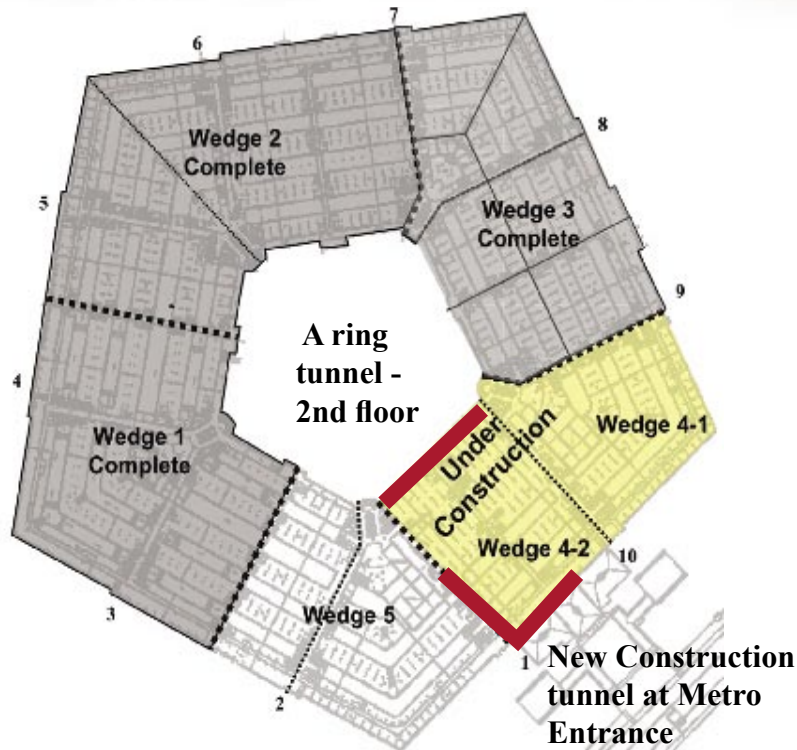 7
6
Wedge 2
Complete
8
5
Wedge 3
Complete
9
A ring
tunnel -
2nd floor
4
Wedge 1
Complete
Wedge 4-1
Under
Construction
Wedge 4-2
10
3
Wedge 5
1
2
New Construction
tunnel at Metro
Entrance